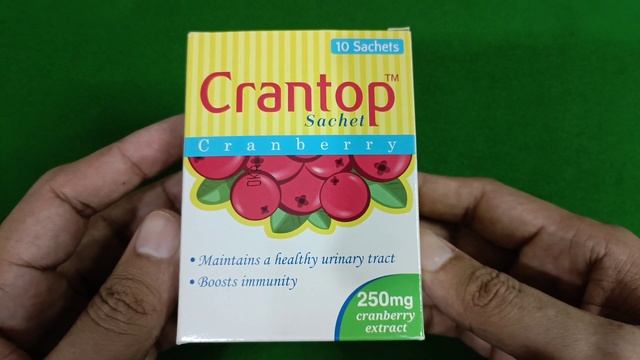 10 Sachets
Crantop™
Sachet
Cranberry
• Maintains a healthy urinary tract
• Boosts immunity
250mg
cranberry
extract